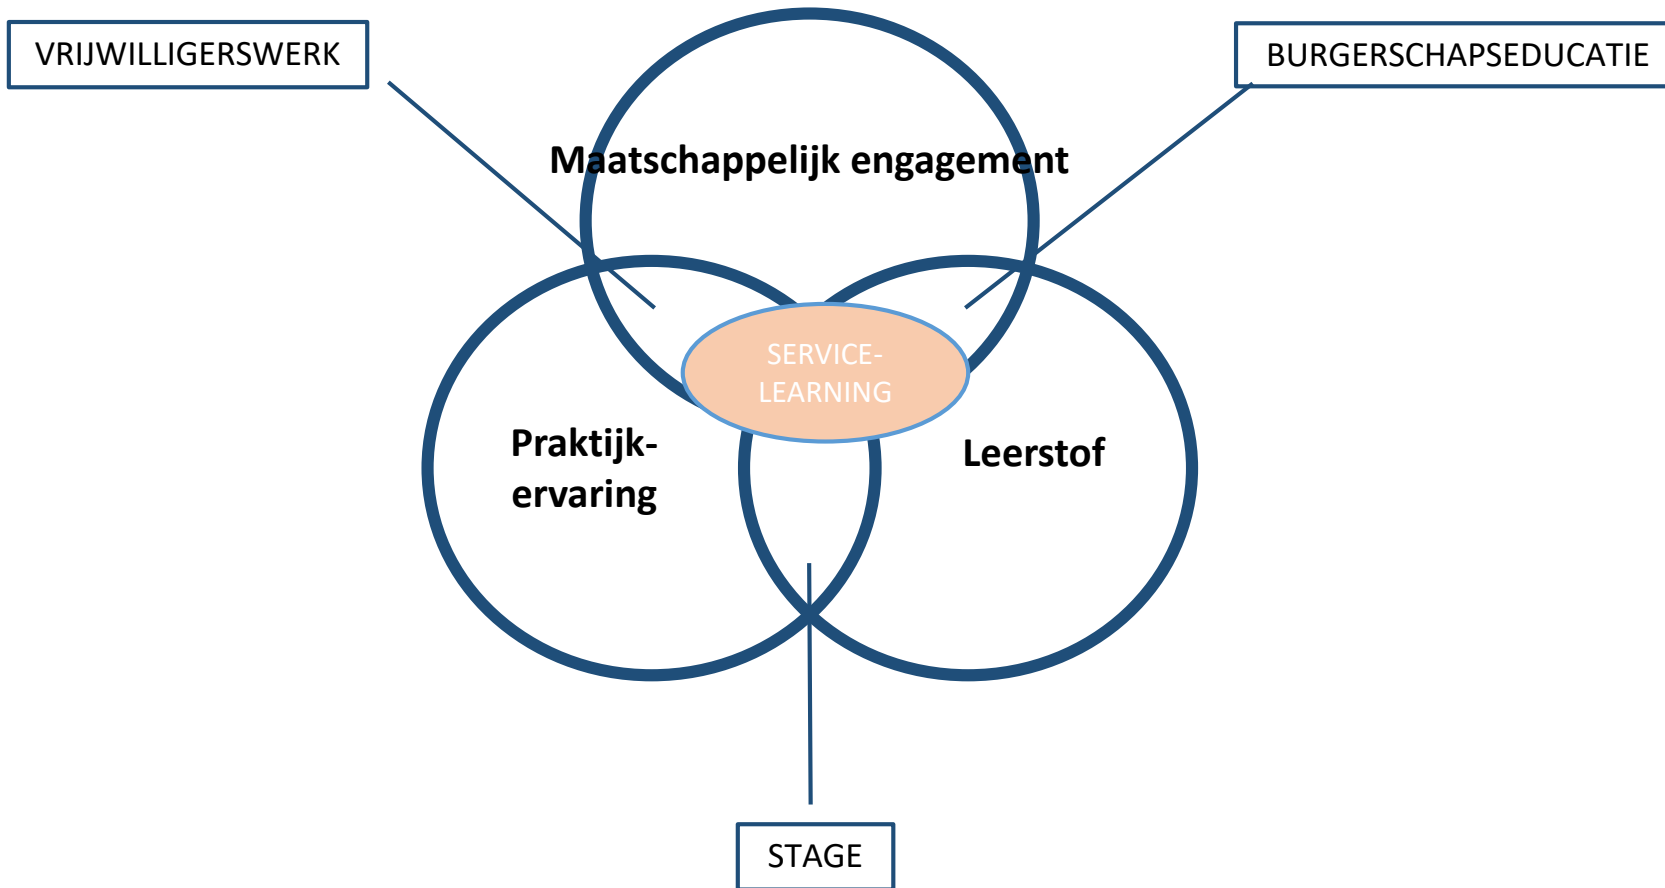 VRIJWILLIGERSWERK
BURGERSCHAPSEDUCATIE
Maatschappelijk engagement
SERVICE-
LEARNING
Praktijk-
ervaring
Leerstof
STAGE